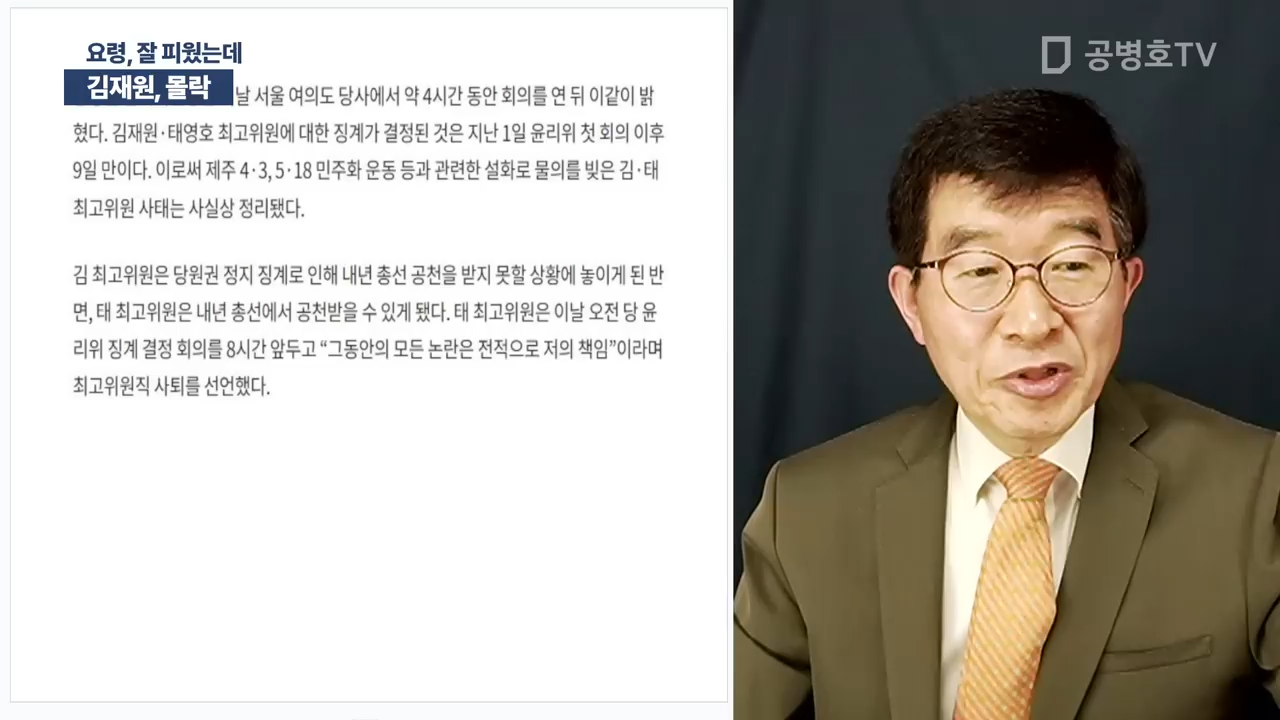 요령, 잘 피웠는데
김재원, 몰락
공병호TV
날 서울 여의도 당사에서 약 4시간 동안 회의를 연 뒤 이같이 밝
혔다. 김재원·태영호 최고위원에 대한 징계가 결정된 것은 지난 1일 윤리위 첫 회의 이후
9일 만이다. 이로써 제주 4·3, 5·18 민주화 운동 등과 관련한 설화로 물의를 빚은 김·태
최고위원 사태는 사실상 정리됐다.
김 최고위원은 당원권 정지 징계로 인해 내년 총선 공천을 받지 못할 상황에 놓이게 된 반
면, 태 최고위원은 내년 총선에서 공천받을 수 있게 됐다. 태 최고위원은 이날 오전 당 윤
리위 징계 결정 회의를 8시간 앞두고 “그동안의 모든 논란은 전적으로 저의 책임”이라며
최고위원직 사퇴를 선언했다.